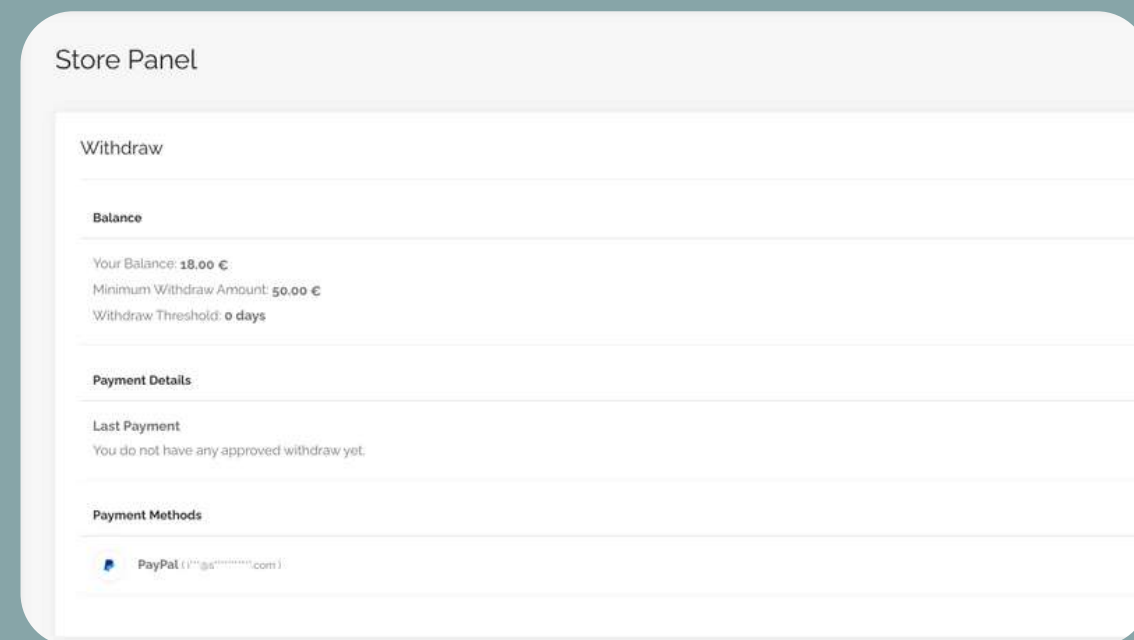 Store Panel
Withdraw
Balance
Your Balance: 18,00 €
Minimum Withdraw Amount: 50,00 €
Withdraw Threshold: 0 days
Payment Details
Last Payment
You do not have any approved withdraw yet.
Payment Methods
PayPal ( i***@s***********.com )